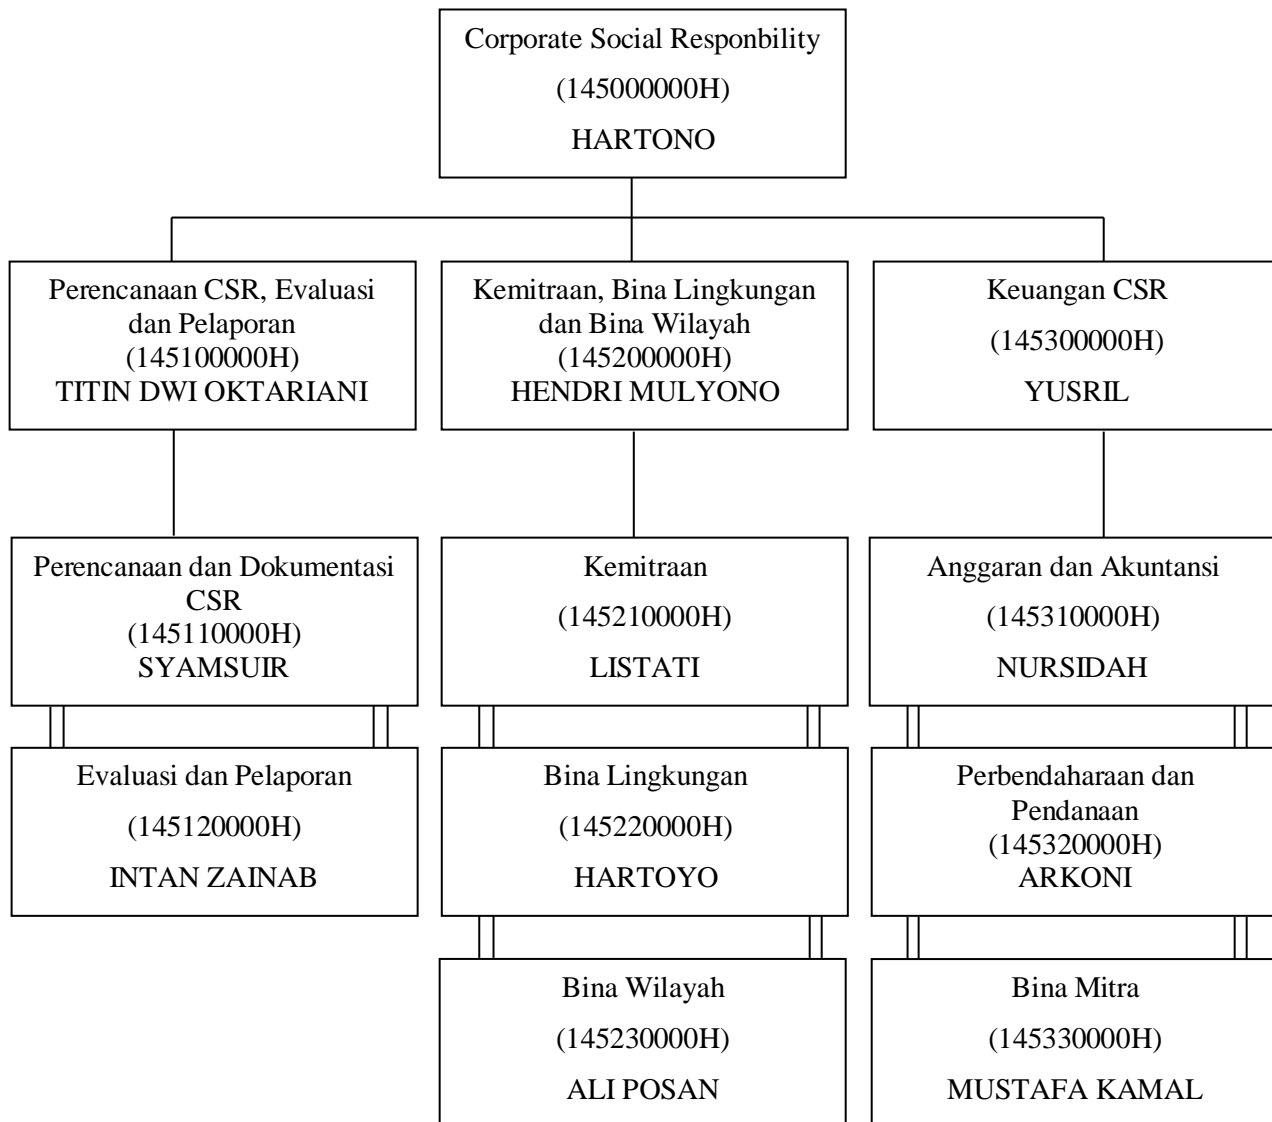 Corporate Social Responbility
(145000000H)
HARTONO
Perencanaan CSR, Evaluasi
dan Pelaporan
(145100000H)
TITIN DWI OKTARIANI
Kemitraan, Bina Lingkungan
dan Bina Wilayah
(145200000H)
HENDRI MULYONO
Keuangan CSR
(145300000H)
YUSRIL
Perencanaan dan Dokumentasi
CSR
(145110000H)
SYAMSUIR
Kemitraan
(145210000H)
LISTATI
Anggaran dan Akuntansi
(145310000H)
NURSIDAH
Evaluasi dan Pelaporan
(145120000H)
INTAN ZAINAB
Bina Lingkungan
(145220000H)
HARTOYO
Perbendaharaan dan
Pendanaan
(145320000H)
ARKONI
Bina Wilayah
(145230000H)
ALI POSAN
Bina Mitra
(145330000H)
MUSTAFA KAMAL